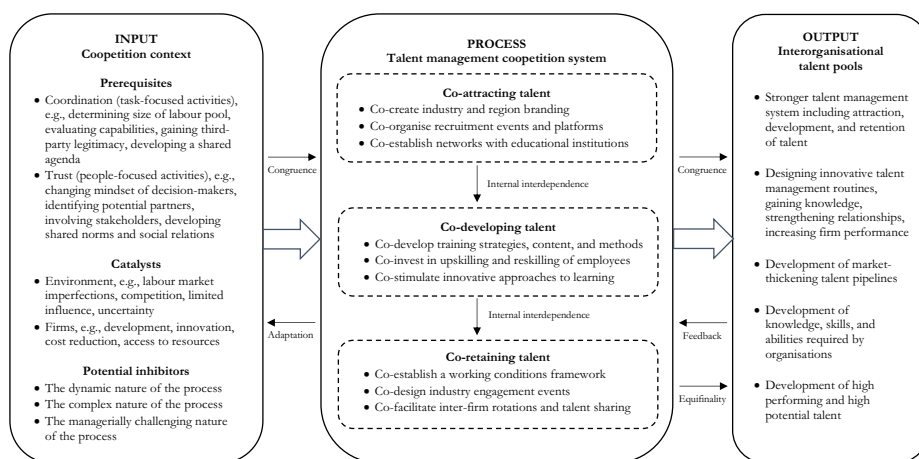 INPUT
Coopetition context
Prerequisites
• Coordination (task-focused activities),
e.g., determining size of labour pool,
evaluating capabilities, gaining third-
party legitimacy, developing a shared
agenda
• Trust (people-focused activities), e.g.,
changing mindset of decision-makers,
identifying potential partners,
involving stakeholders, developing
shared norms and social relations
Catalysts
• Environment, e.g., labour market
imperfections, competition, limited
influence, uncertainty
• Firms, e.g., development, innovation,
cost reduction, access to resources
Potential inhibitors
• The dynamic nature of the process
• The complex nature of the process
• The managerially challenging nature
of the process
Congruence
Adaptation
PROCESS
Talent management coopetition system
Co-attracting talent
• Co-create industry and region branding
• Co-organise recruitment events and platforms
• Co-establish networks with educational institutions
Internal interdependence
Co-developing talent
• Co-develop training strategies, content, and methods
• Co-invest in upskilling and reskilling of employees
• Co-stimulate innovative approaches to learning
Internal interdependence
Co-retaining talent
• Co-establish a working conditions framework
• Co-design industry engagement events
• Co-facilitate inter-firm rotations and talent sharing
Congruence
Feedback
Equifinality
OUTPUT
Interorganisational
talent pools
• Stronger talent management
system including attraction,
development, and retention
of talent
• Designing innovative talent
management routines,
gaining knowledge,
strengthening relationships,
increasing firm performance
• Development of market-
thickening talent pipelines
• Development of
knowledge, skills, and
abilities required by
organisations
• Development of high
performing and high
potential talent